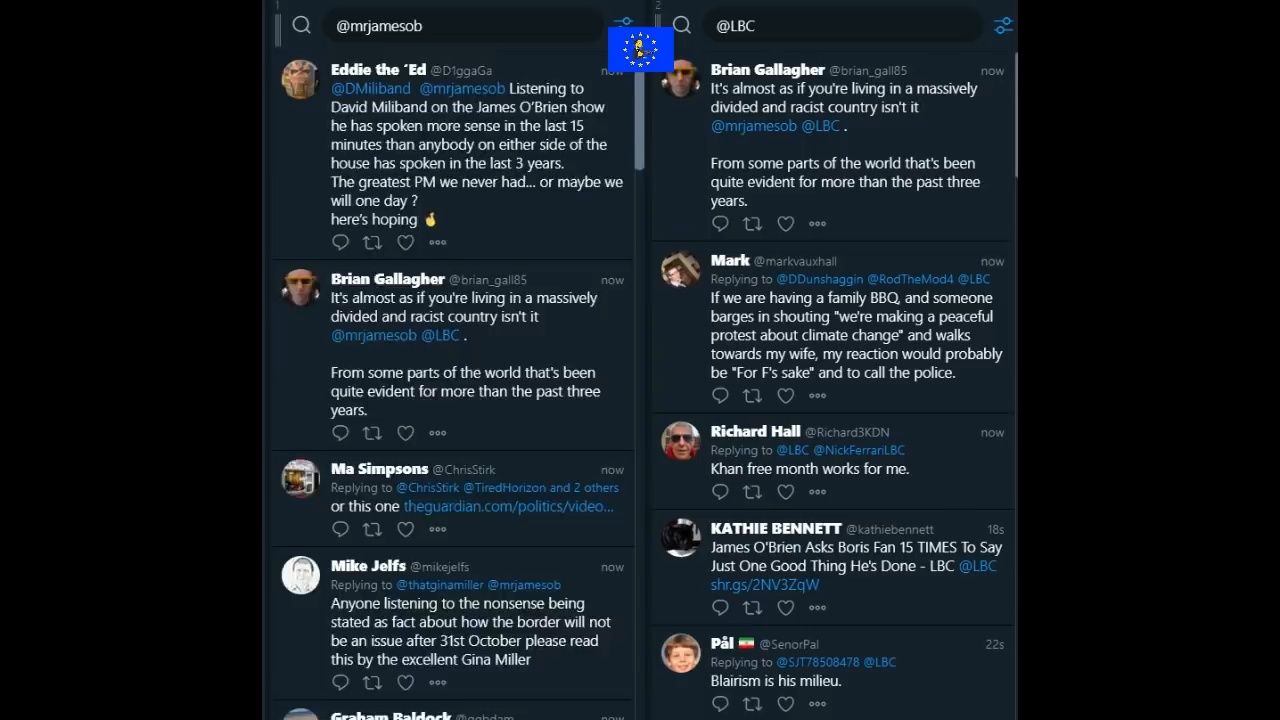 1
@mrjamesob
Eddie the ´Ed @D1ggaGa now
@DMiliband @mrjamesob Listening to
David Miliband on the James O’Brien show
he has spoken more sense in the last 15
minutes than anybody on either side of the
house has spoken in the last 3 years.
The greatest PM we never had... or maybe we
will one day ?
here’s hoping 🤞
Brian Gallagher @brian_gall85 now
It's almost as if you're living in a massively
divided and racist country isn't it
@mrjamesob @LBC .
From some parts of the world that's been
quite evident for more than the past three
years.
Ma Simpsons @ChrisStirk now
Replying to @ChrisStirk @TiredHorizon and 2 others
or this one theguardian.com/politics/video...
Mike Jelfs @mikejelfs now
Replying to @thatginamiller @mrjamesob
Anyone listening to the nonsense being
stated as fact about how the border will not
be an issue after 31st October please read
this by the excellent Gina Miller
Graham Baldock now
2
@LBC
Brian Gallagher @brian_gall85 now
It's almost as if you're living in a massively
divided and racist country isn't it
@mrjamesob @LBC .
From some parts of the world that's been
quite evident for more than the past three
years.
Mark @markvauxhall now
Replying to @DDunshaggin @RodTheMod4 @LBC
If we are having a family BBQ, and someone
barges in shouting "we're making a peaceful
protest about climate change" and walks
towards my wife, my reaction would probably
be "For F's sake" and to call the police.
Richard Hall @Richard3KDN now
Replying to @LBC @NickFerrariLBC
Khan free month works for me.
KATHIE BENNETT @kathiebennett 18s
James O'Brien Asks Boris Fan 15 TIMES To Say
Just One Good Thing He's Done - LBC @LBC
shr.gs/2NV3ZqW
Pål 🇮🇷 @SenorPal 22s
Replying to @SJT78508478 @LBC
Blairism is his milieu.